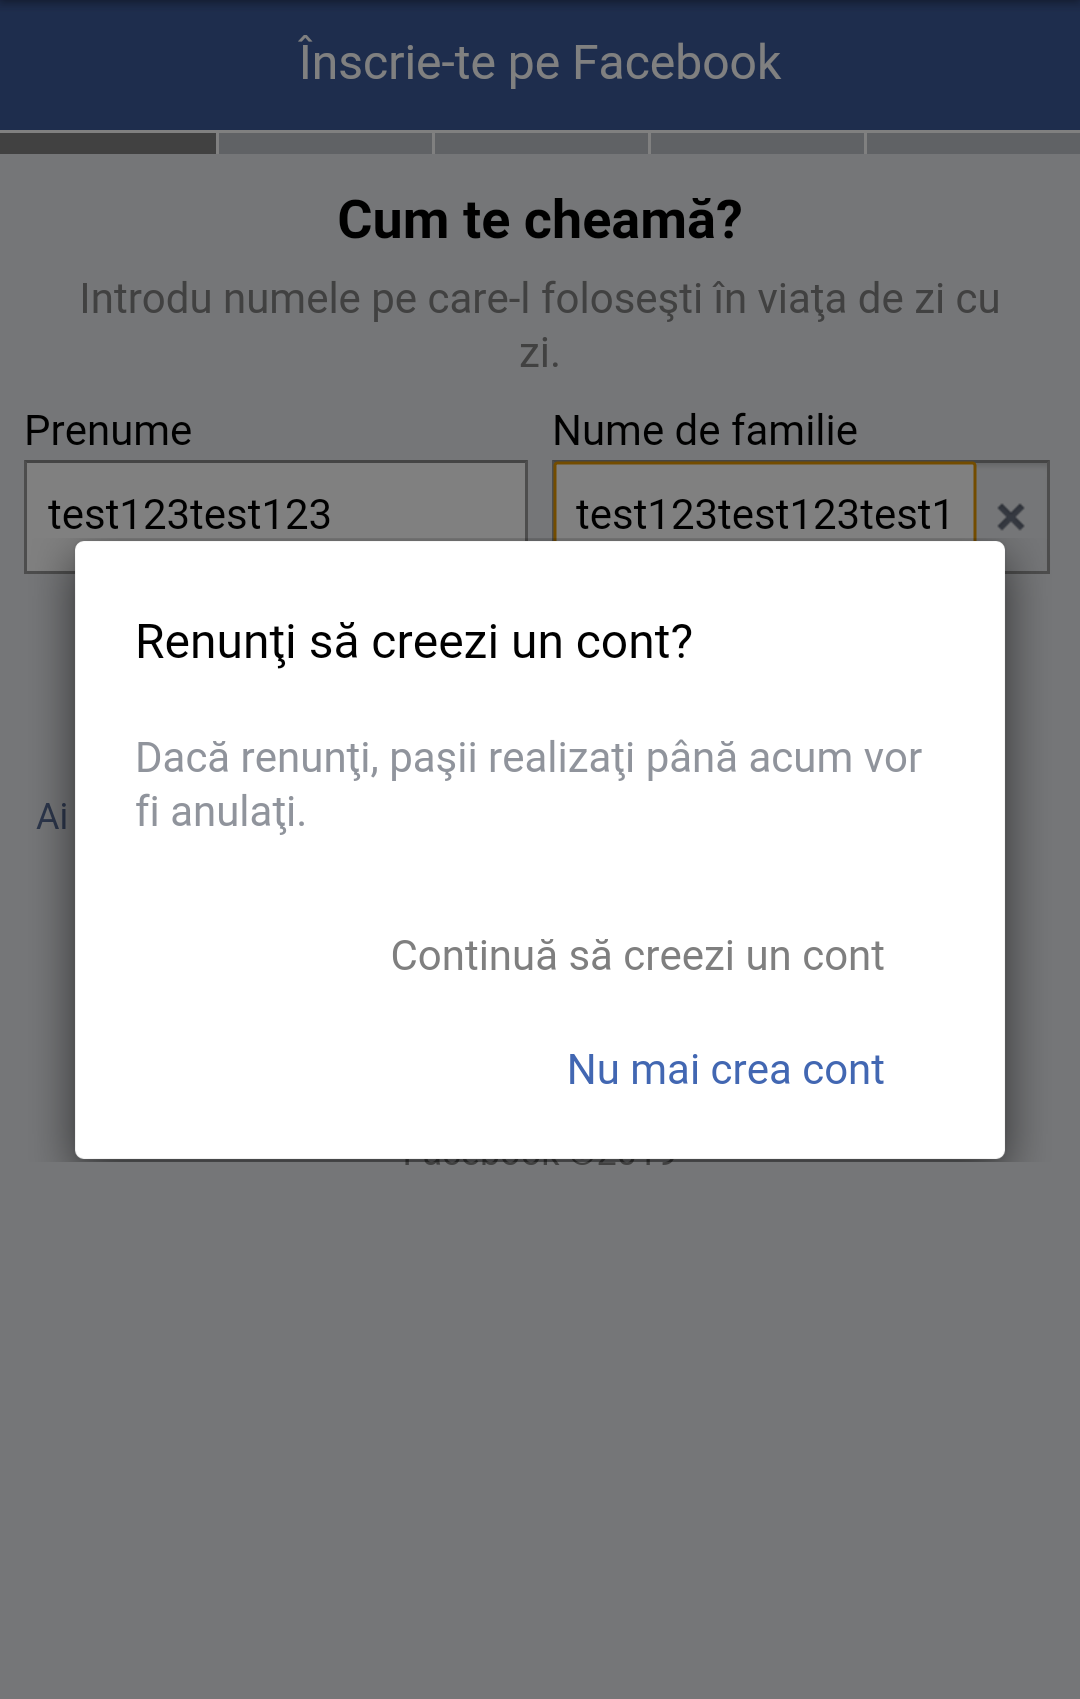 Înscrie-te pe Facebook
Cum te cheamă?
Introdu numele pe care-l foloseşti în viaţa de zi cu
zi.
Prenume
Nume de familie
test123test123
test123test123test1
Renunţi să creezi un cont?
Dacă renunţi, paşii realizaţi până acum vor
fi anulaţi.
Ai
Continuă să creezi un cont
Nu mai crea cont
Facebook ©2019